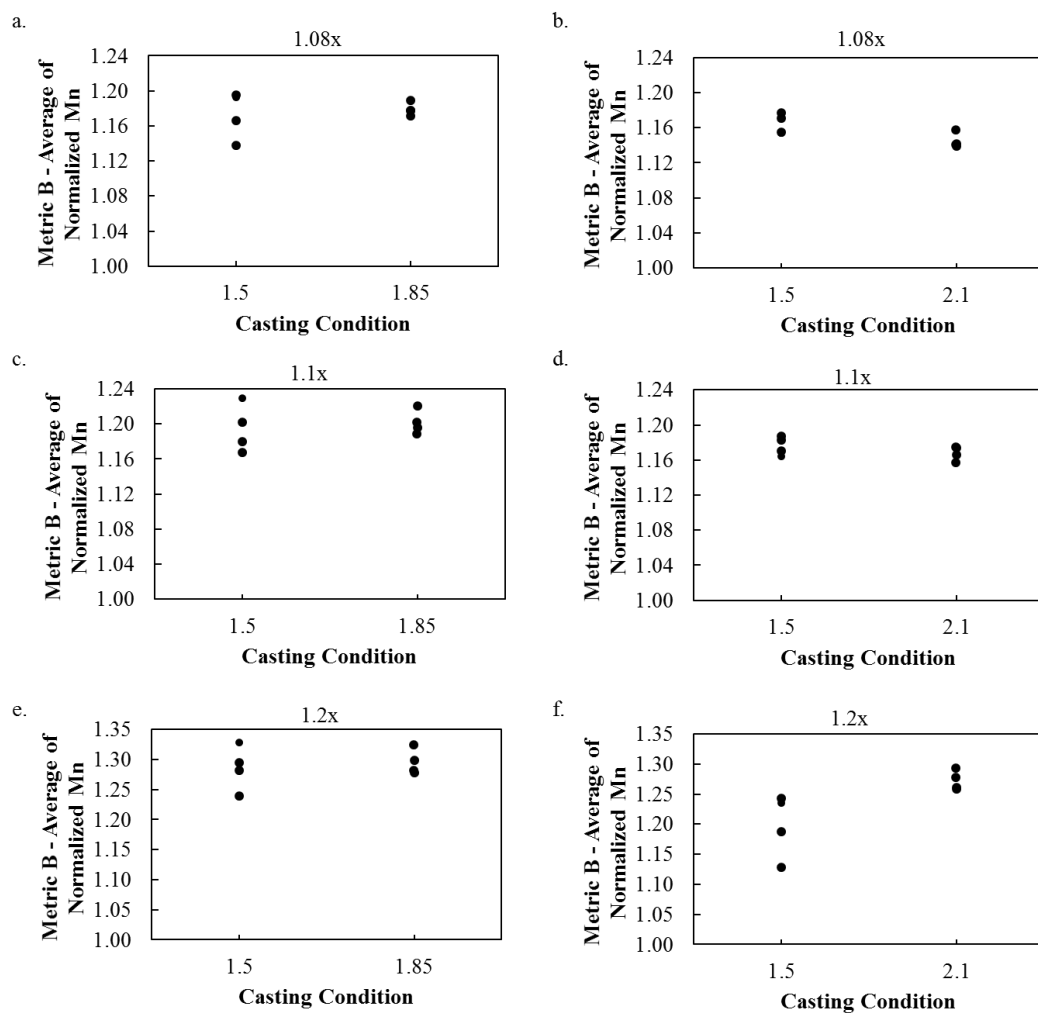 a.
1.08x
Metric B - Average of
Normalized Mn
1.24
1.20
1.16
1.12
1.08
1.04
1.00
1.5 1.85
Casting Condition
b.
1.08x
Metric B - Average of
Normalized Mn
1.24
1.20
1.16
1.12
1.08
1.04
1.00
1.5 2.1
Casting Condition
c.
1.1x
Metric B - Average of
Normalized Mn
1.24
1.20
1.16
1.12
1.08
1.04
1.00
1.5 1.85
Casting Condition
d.
1.1x
Metric B - Average of
Normalized Mn
1.24
1.20
1.16
1.12
1.08
1.04
1.00
1.5 2.1
Casting Condition
e.
1.2x
Metric B - Average of
Normalized Mn
1.35
1.30
1.25
1.20
1.15
1.10
1.05
1.00
1.5 1.85
Casting Condition
f.
1.2x
Metric B - Average of
Normalized Mn
1.35
1.30
1.25
1.20
1.15
1.10
1.05
1.00
1.5 2.1
Casting Condition